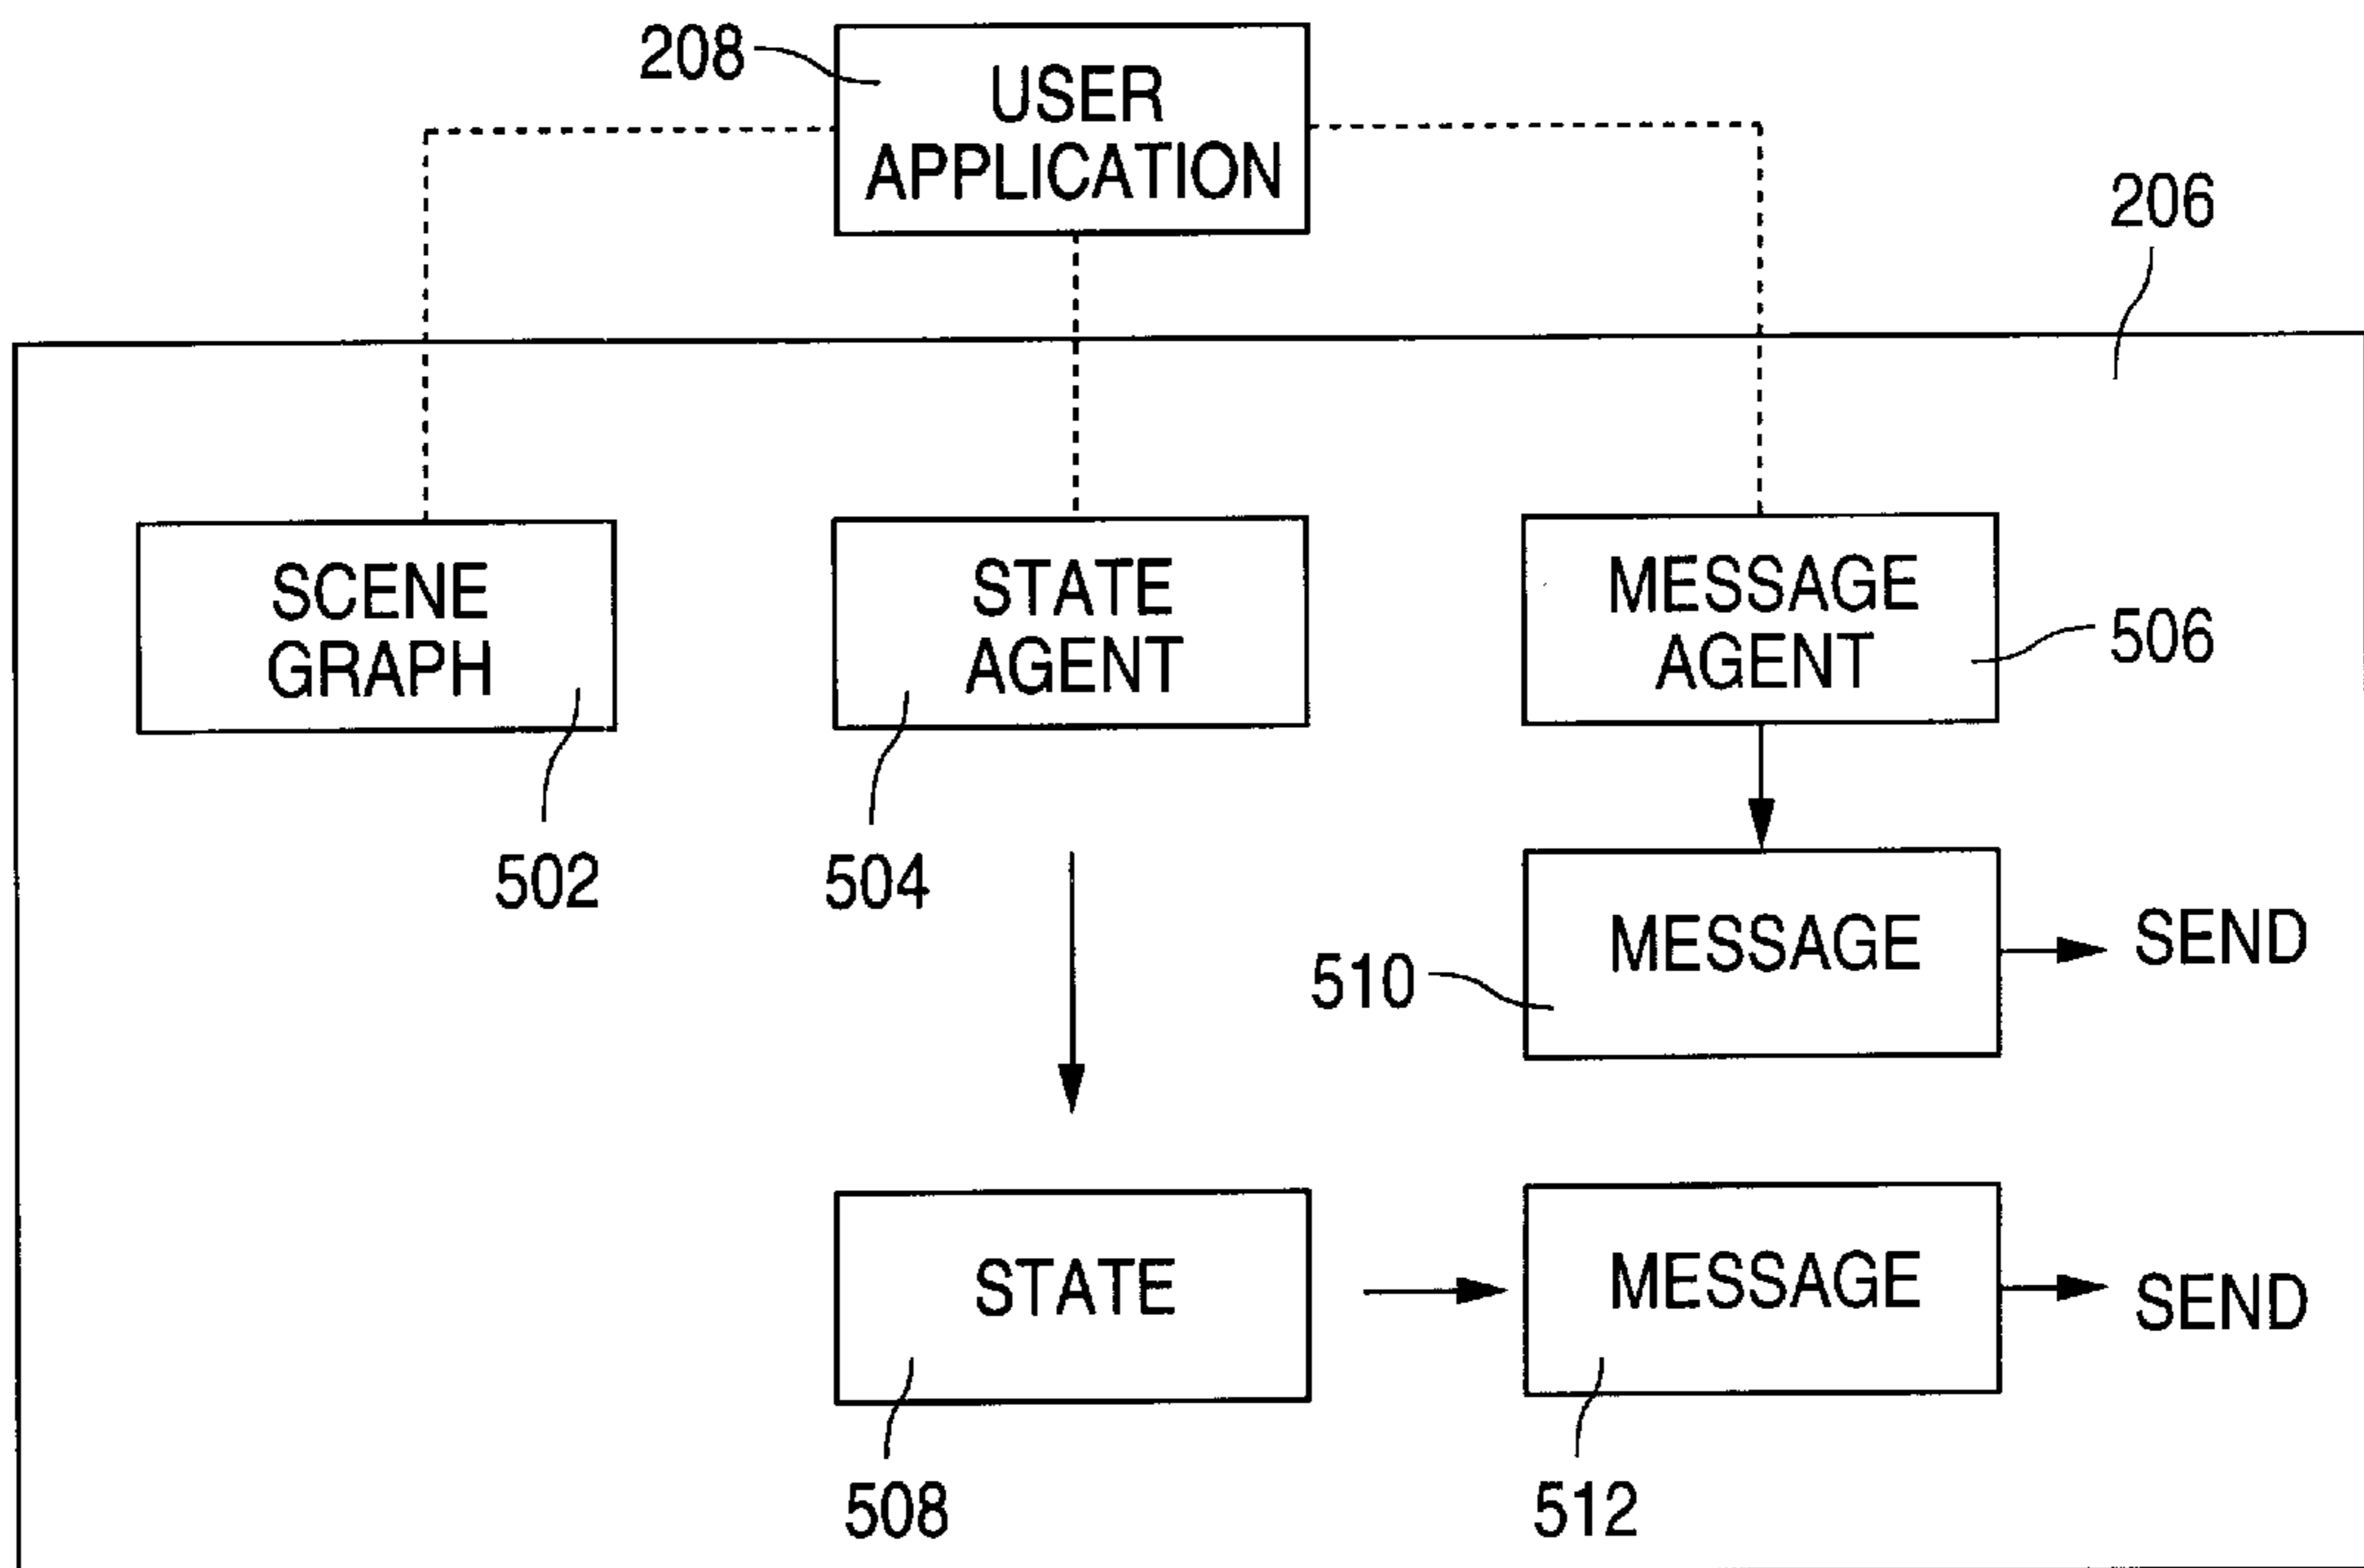 208
USER
APPLICATION
206
SCENE
GRAPH
STATE
AGENT
MESSAGE
AGENT
506
502
504
MESSAGE
SEND
510
STATE
MESSAGE
SEND
508
512